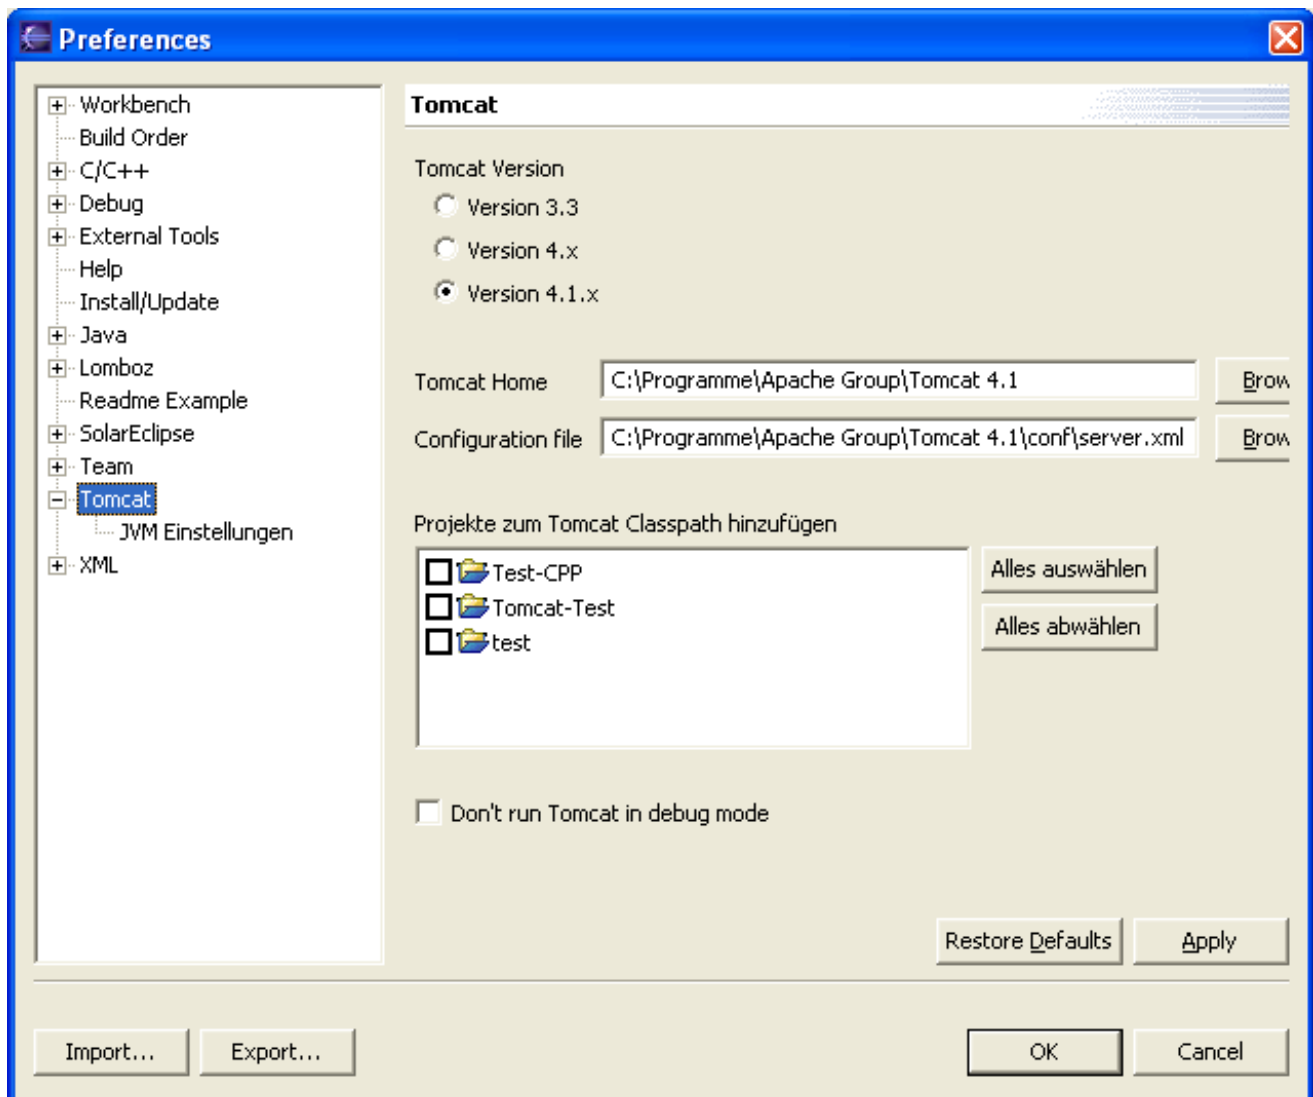 Preferences
Workbench
Build Order
C/C++
Debug
External Tools
Help
Install/Update
Java
Lomboz
Readme Example
SolarEclipse
Team
Tomcat
JVM Einstellungen
XML
Tomcat
Tomcat Version
Version 3.3
Version 4.x
Version 4.1.x
Tomcat Home C:\Programme\Apache Group\Tomcat 4.1 Brow
Configuration file C:\Programme\Apache Group\Tomcat 4.1\conf\server.xml Brow
Projekte zum Tomcat Classpath hinzufügen
Test-CPP
Tomcat-Test
test
Alles auswählen
Alles abwählen
Don't run Tomcat in debug mode
Restore Defaults Apply
Import... Export... OK Cancel